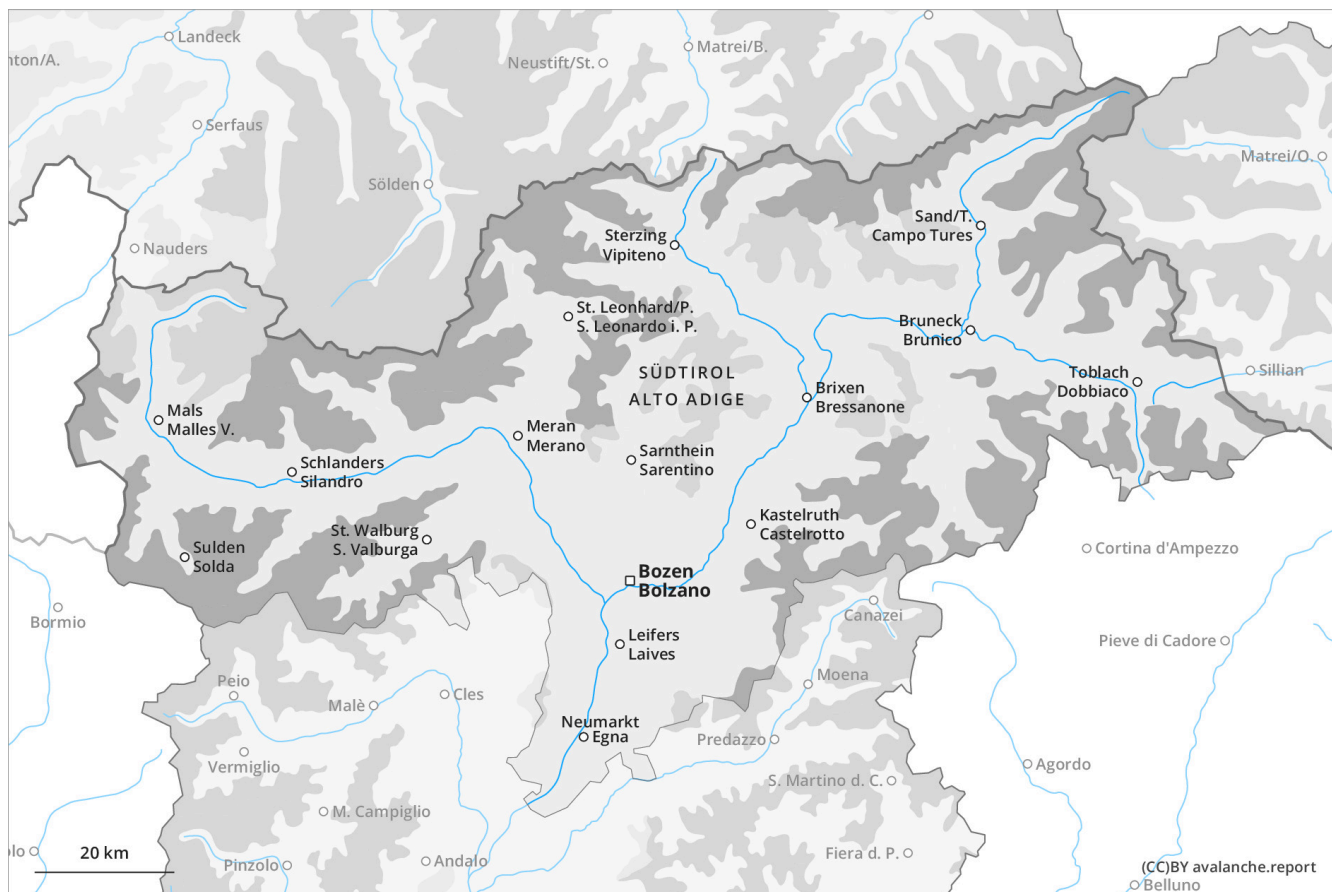 Landeck
nton/A.
Matrei/B.
Neustift/St.
Serfaus
Matrei/O.
Sölden
Sand/T.
Campo Tures
Sterzing
Vipiteno
Nauders
St. Leonhard/P.
S. Leonardo i. P.
Bruneck
Brunico
SÜDTIROL
ALTO ADIGE
Toblach
Dobbiaco
Sillian
Brixen
Bressanone
Mals
Malles V.
Meran
Merano
Sarnthein
Sarentino
Schlanders
Silandro
Kastelruth
Castelrotto
St. Walburg
S. Valburga
Sulden
Solda
Cortina d'Ampezzo
Bozen
Bolzano
Canazei
Bormio
Leifers
Laives
Pieve di Cadore
Moena
Peio
Malè
Cles
Neumarkt
Egna
Predazzo
Vermiglio
Agordo
S. Martino d. C.
M. Campiglio
olo
20 km
Pinzolo
Andalo
Fiera d. P.
(CC)BY avalanche.report
Belluno